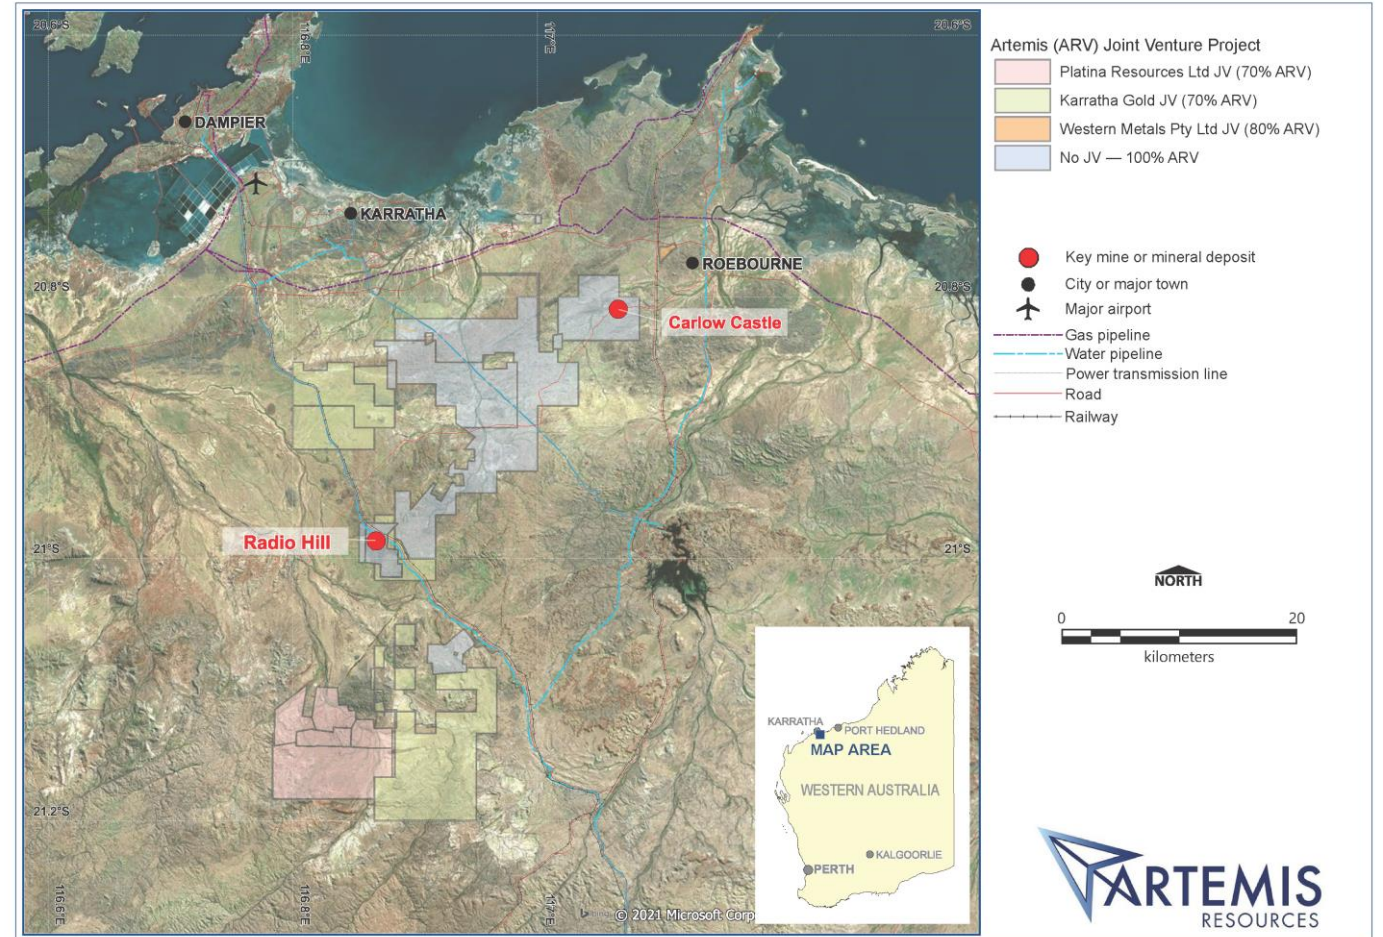 20.6°S
116.8°E
117°E
20.6°S
DAMPIER
KARRATHA
ROEBOURNE
20.8°S
20.8°S
Carlow Castle
Radio Hill
21°S
21°S
21.2°S
116.6°E
116.8°E
117°E
© 2021 Microsoft Corp
KARRATHA
PORT HEDLAND
MAP AREA
WESTERN AUSTRALIA
KALGOORLIE
PERTH
Artemis (ARV) Joint Venture Project
Platina Resources Ltd JV (70% ARV)
Karratha Gold JV (70% ARV)
Western Metals Pty Ltd JV (80% ARV)
No JV — 100% ARV
Key mine or mineral deposit
City or major town
Major airport
Gas pipeline
Water pipeline
Power transmission line
Road
Railway
NORTH
0 20
kilometers
ARTEMIS
RESOURCES